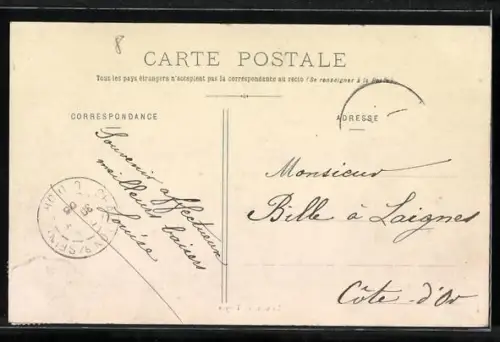 8
CARTE POSTALE
Tous les pays étrangers n'acceptent pas la correspondance au recto (Se renseigner à la Poste).
CORRESPONDANCE
ADRESSE
Souvenir affectueux
meilleurs baisers
Louise
Monsieur
Bille à Laignes
Côte-d'Or